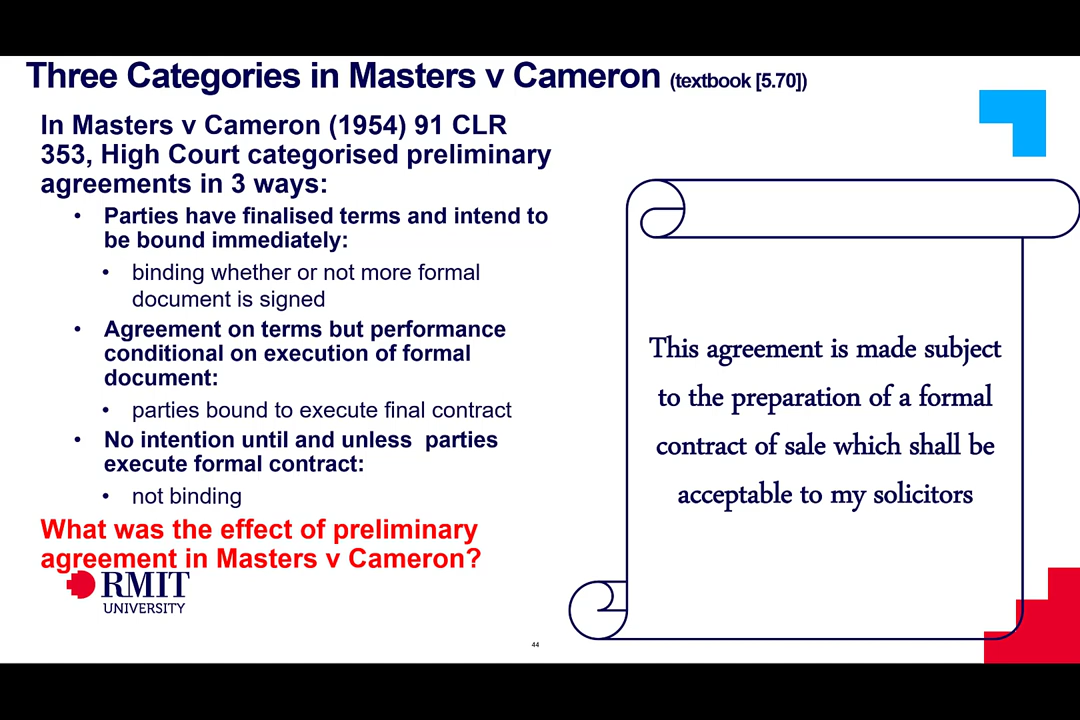 Three Categories in Masters v Cameron (textbook [5.70])
In Masters v Cameron (1954) 91 CLR
353, High Court categorised preliminary
agreements in 3 ways:
• Parties have finalised terms and intend to
be bound immediately:
• binding whether or not more formal
document is signed
• Agreement on terms but performance
conditional on execution of formal
document:
• parties bound to execute final contract
• No intention until and unless parties
execute formal contract:
• not binding
What was the effect of preliminary
agreement in Masters v Cameron?
This agreement is made subject
to the preparation of a formal
contract of sale which shall be
acceptable to my solicitors
RMIT
UNIVERSITY
44